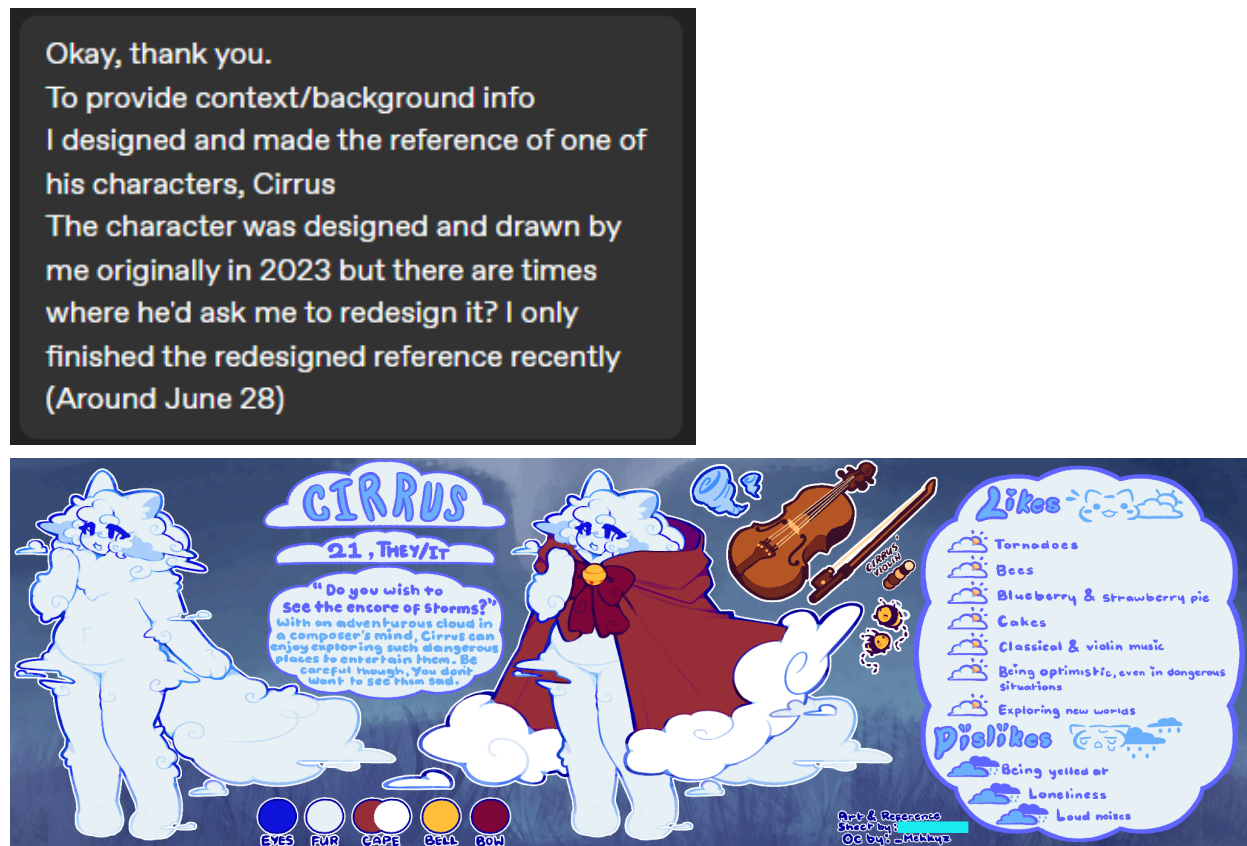 Okay, thank you.
To provide context/background info
I designed and made the reference of one of
his characters, Cirrus
The character was designed and drawn by
me originally in 2023 but there are times
where he'd ask me to redesign it? I only
finished the redesigned reference recently
(Around June 28)
CIRRUS
21, THEY/IT
"Do you wish to
see the encore of storms?"
With an adventurous cloud in
a composer's mind, Cirrus can
enjoy exploring such dangerous
places to entertain them. Be
careful though, You don't
want to see them sad.
EYES
FUR
CAPE
BELL
BOW
CIRRUS'
VIOLIN
Likes
Tornadoes
Bees
Blueberry & strawberry pie
Cakes
Classical & violin music
Being optimistic, even in dangerous
situations
Exploring new worlds
Dislikes
Being yelled at
Loneliness
Loud noises
Art & Reference
Sheet by:
OC by: _Mekkyz